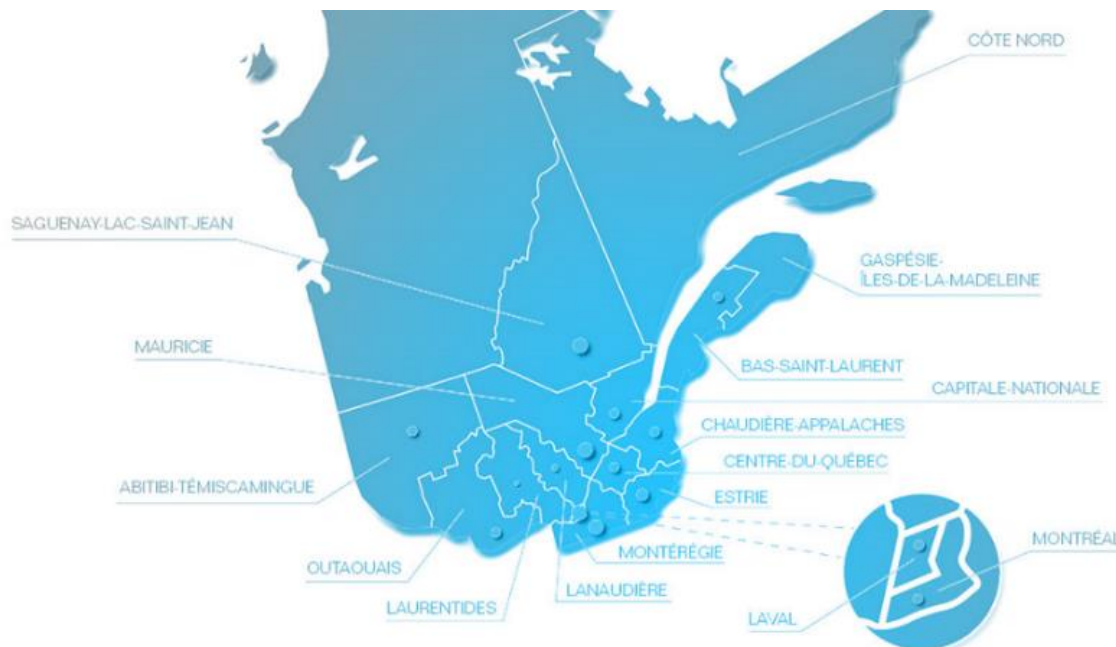 CÔTE NORD
SAGUENAY-LAC-SAINT-JEAN
GASPÉSIE-
ÎLES-DE-LA-MADELEINE
MAURICIE
BAS-SAINT-LAURENT
CAPITALE-NATIONALE
CHAUDIÈRE-APPALACHES
CENTRE-DU-QUÉBEC
ABITIBI-TÉMISCAMINGUE
ESTRIE
MONTÉRÉGIE
MONTRÉAL
OUTAOUAIS
LANAUDIÈRE
LAURENTIDES
LAVAL